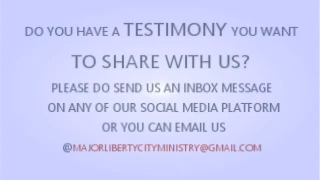 DO YOU HAVE A TESTIMONY YOU WANT
TO SHARE WITH US?
PLEASE DO SEND US AN INBOX MESSAGE
ON ANY OF OUR SOCIAL MEDIA PLATFORM
OR YOU CAN EMAIL US
@MAJORLIBERTYCITYMINISTRY@GMAIL.COM